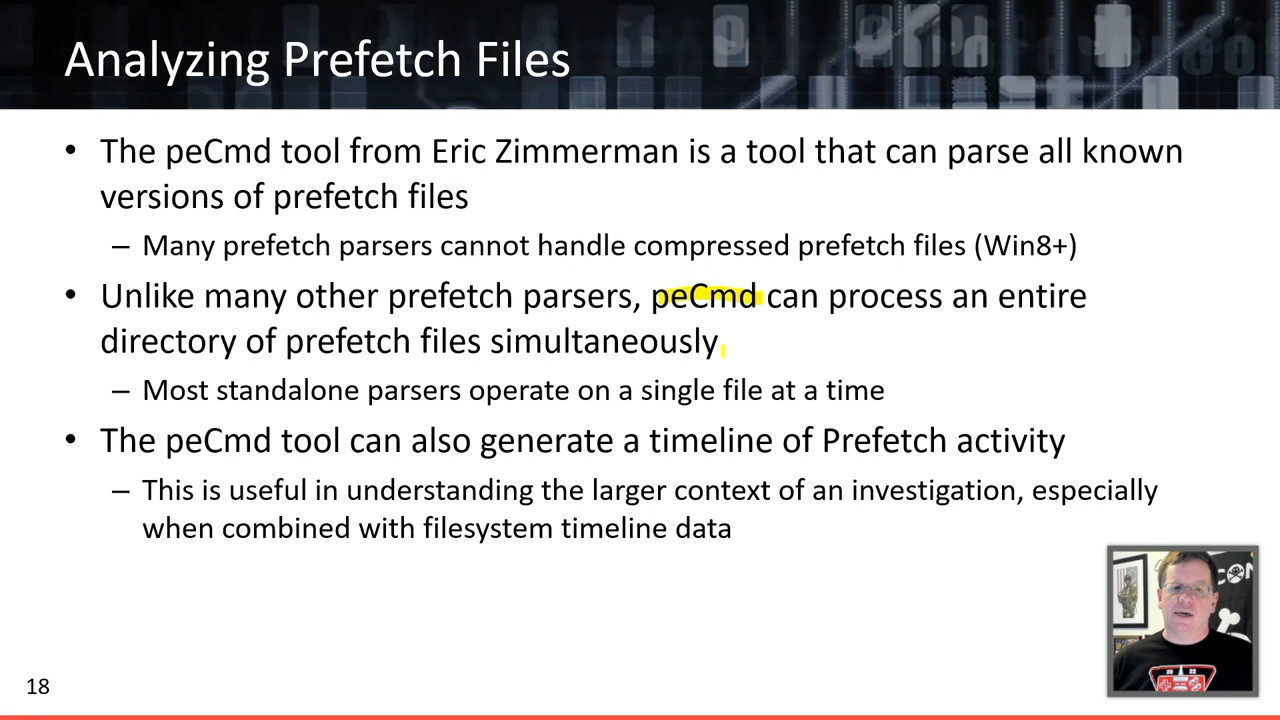 Analyzing Prefetch Files
• The peCmd tool from Eric Zimmerman is a tool that can parse all known
versions of prefetch files
– Many prefetch parsers cannot handle compressed prefetch files (Win8+)
• Unlike many other prefetch parsers, peCmd can process an entire
directory of prefetch files simultaneously
– Most standalone parsers operate on a single file at a time
• The peCmd tool can also generate a timeline of Prefetch activity
– This is useful in understanding the larger context of an investigation, especially
when combined with filesystem timeline data
18